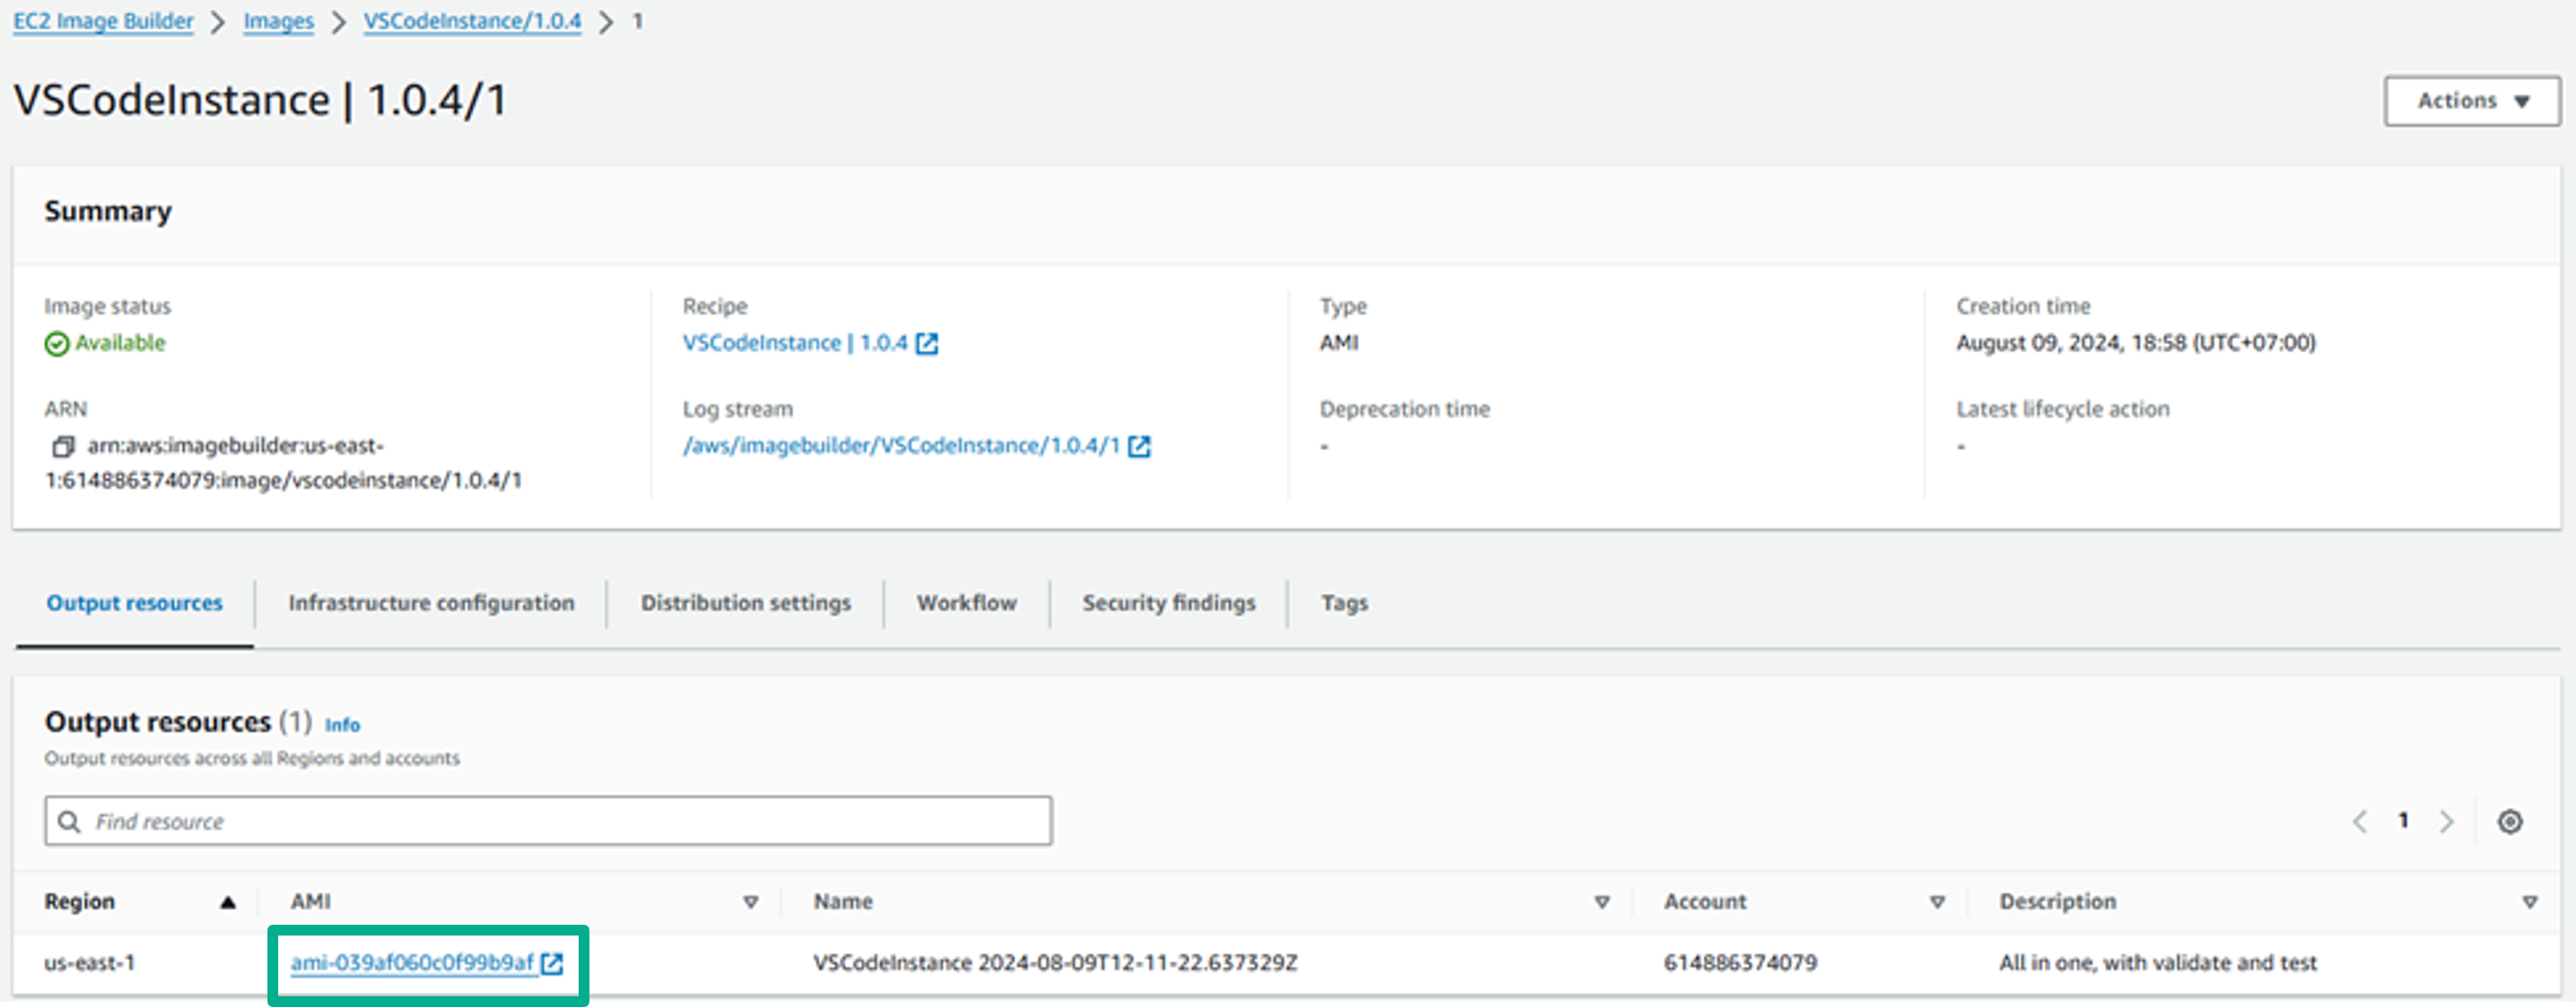 EC2 Image Builder > Images > VSCodeInstance/1.0.4 > 1
VSCodeInstance | 1.0.4/1
Actions
Summary
Image status
Available
Recipe
VSCodeInstance | 1.0.4
Type
AMI
Creation time
August 09, 2024, 18:58 (UTC+07:00)
ARN
arn:aws:imagebuilder:us-east-
1:614886374079:image/vscodeinstance/1.0.4/1
Log stream
/aws/imagebuilder/VSCodeInstance/1.0.4/1
Deprecation time
-
Latest lifecycle action
-
Output resources Infrastructure configuration Distribution settings Workflow Security findings Tags
Output resources (1) Info
Output resources across all Regions and accounts
Find resource
1
Region AMI Name Account Description
us-east-1 ami-039af060c0f99b9af VSCodeInstance 2024-08-09T12-11-22.637329Z 614886374079 All in one, with validate and test